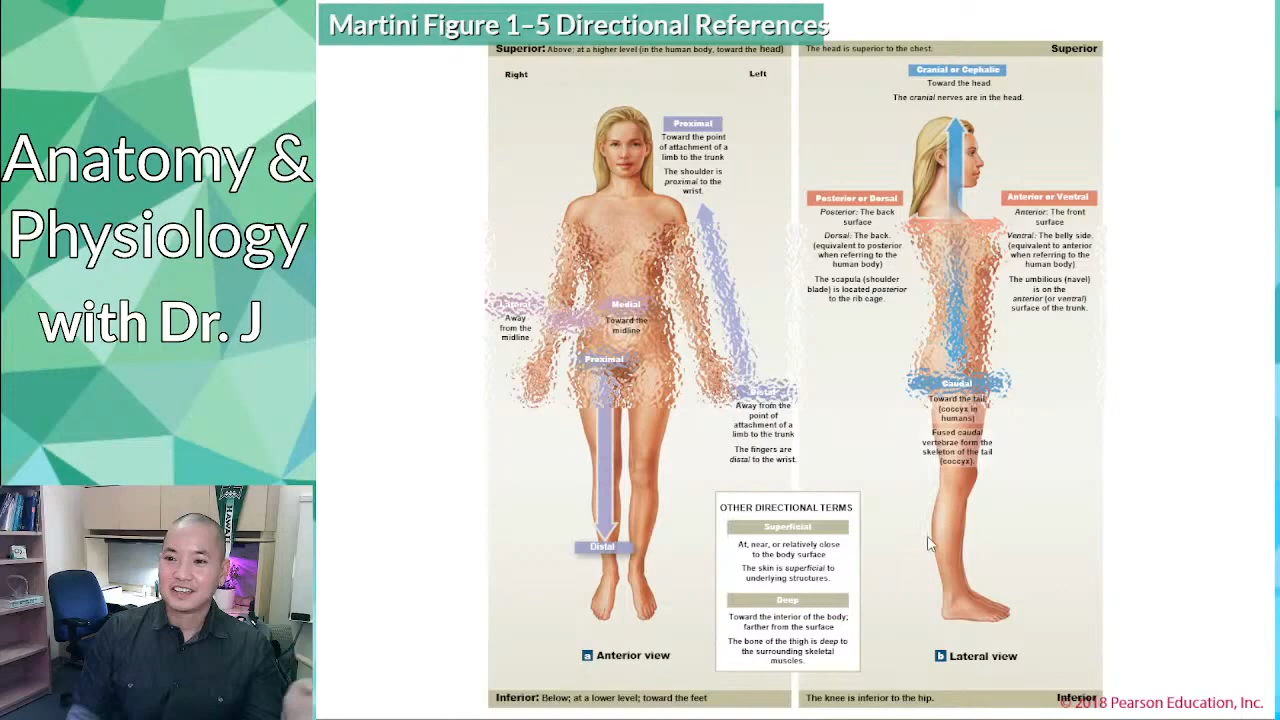 Martini Figure 1–5 Directional References
Anatomy &
Physiology
with Dr. J
Superior: Above; at a higher level (in the human body, toward the head)
Right
Left
Proximal
Toward the point
of attachment of a
limb to the trunk
The shoulder is
proximal to the
wrist.
Lateral
Away
from the
midline
Medial
Toward the
midline
Proximal
Distal
Away from the
point of
attachment of a
limb to the trunk
The fingers are
distal to the wrist.
Distal
a Anterior view
Inferior: Below; at a lower level; toward the feet
OTHER DIRECTIONAL TERMS
Superficial
At, near, or relatively close
to the body surface
The skin is superficial to
underlying structures.
Deep
Toward the interior of the body;
farther from the surface
The bone of the thigh is deep to
the surrounding skeletal
muscles.
The head is superior to the chest.
Superior
Cranial or Cephalic
Toward the head
The cranial nerves are in the head.
Posterior or Dorsal
Posterior: The back
surface
Dorsal: The back.
(equivalent to posterior
when referring to the
human body)
The scapula (shoulder
blade) is located posterior
to the rib cage.
Anterior or Ventral
Anterior: The front
surface
Ventral: The belly side.
(equivalent to anterior
when referring to the
human body)
The umbilicus (navel)
is on the
anterior (or ventral)
surface of the trunk.
Caudal
Toward the tail
(coccyx in
humans)
Fused caudal
vertebrae form the
skeleton of the tail
(coccyx).
b Lateral view
The knee is inferior to the hip.
Inferior
© 2018 Pearson Education, Inc.